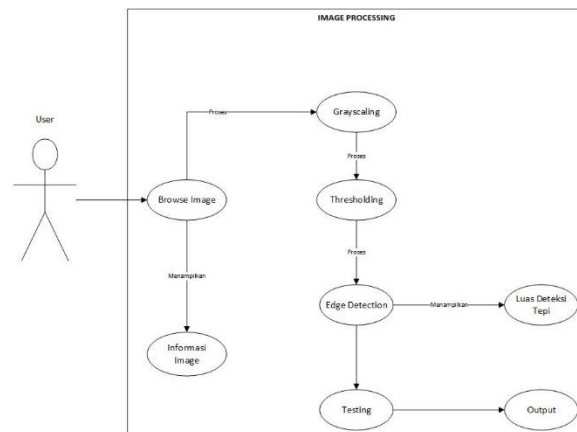 IMAGE PROCESSING
User
Proses
Grayscaling
Proses
Browse Image
Thresholding
Proses
Menampilkan
Edge Detection
Menampilkan
Luas Deteksi
Tepi
Informasi
Image
Testing
Output